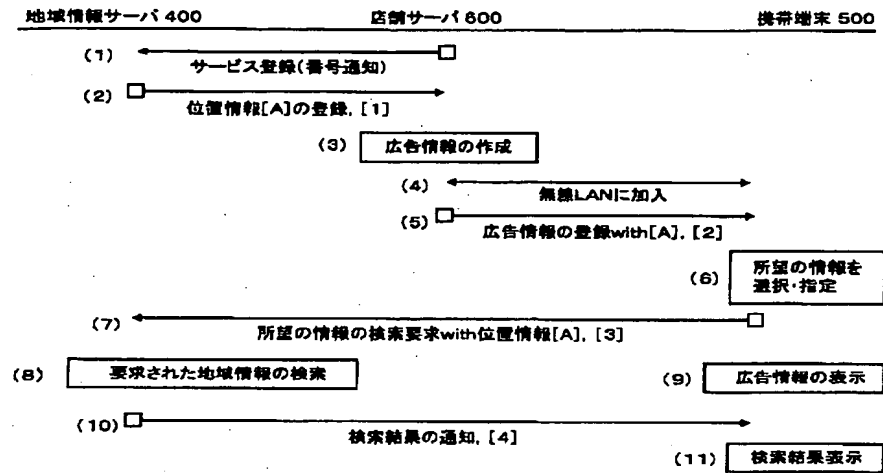 地域情報サーバ 400 店舗サーバ 600 携帯端末 500
(1)
サービス登録(番号通知)
(2)
位置情報[A]の登録, [1]
(3) 広告情報の作成
(4)
無線LANに加入
(5)
広告情報の登録with[A], [2]
(6) 所望の情報を
選択・指定
(7)
所望の情報の検索要求with位置情報[A], [3]
(8) 要求された地域情報の検索 (9) 広告情報の表示
(10)
検索結果の通知, [4]
(11) 検索結果表示